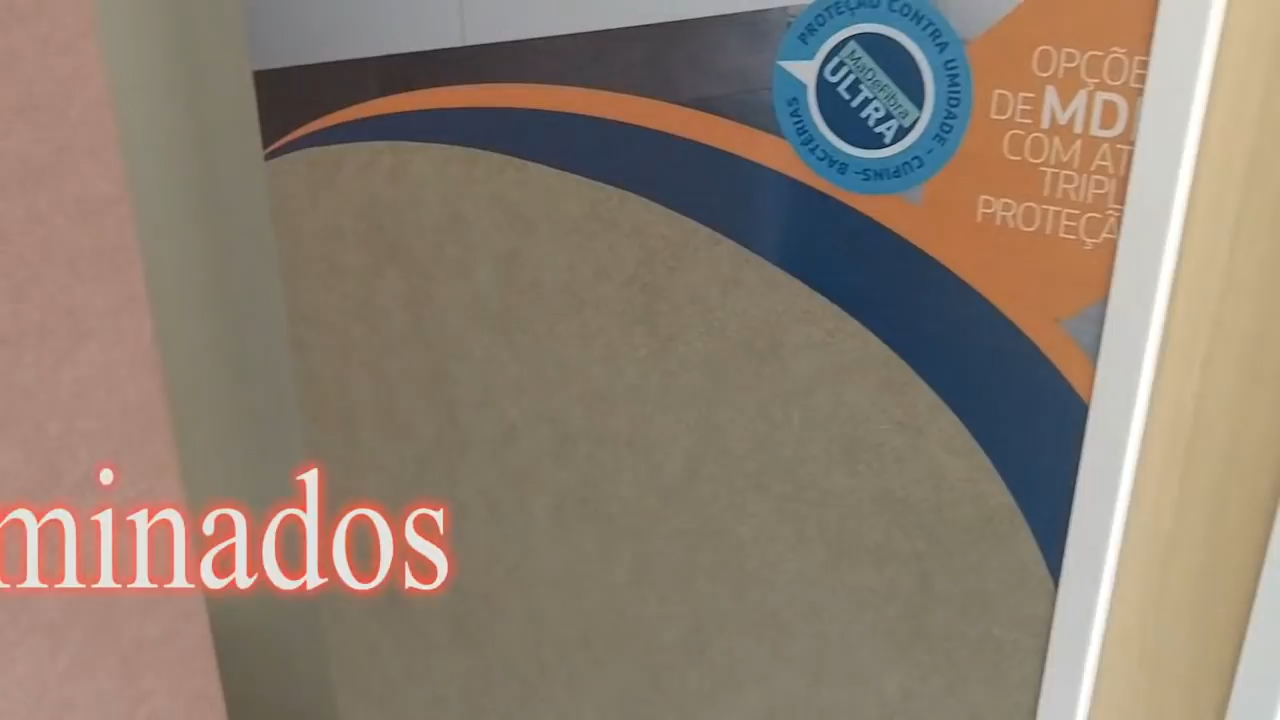 PROTEÇÃO CONTRA UMIDADE - CUPINS- BACTÉRIAS
MaDeFibra
ULTRA
OPÇÕE
DE MD
COM AT
TRIPL
PROTEÇÃ
minados